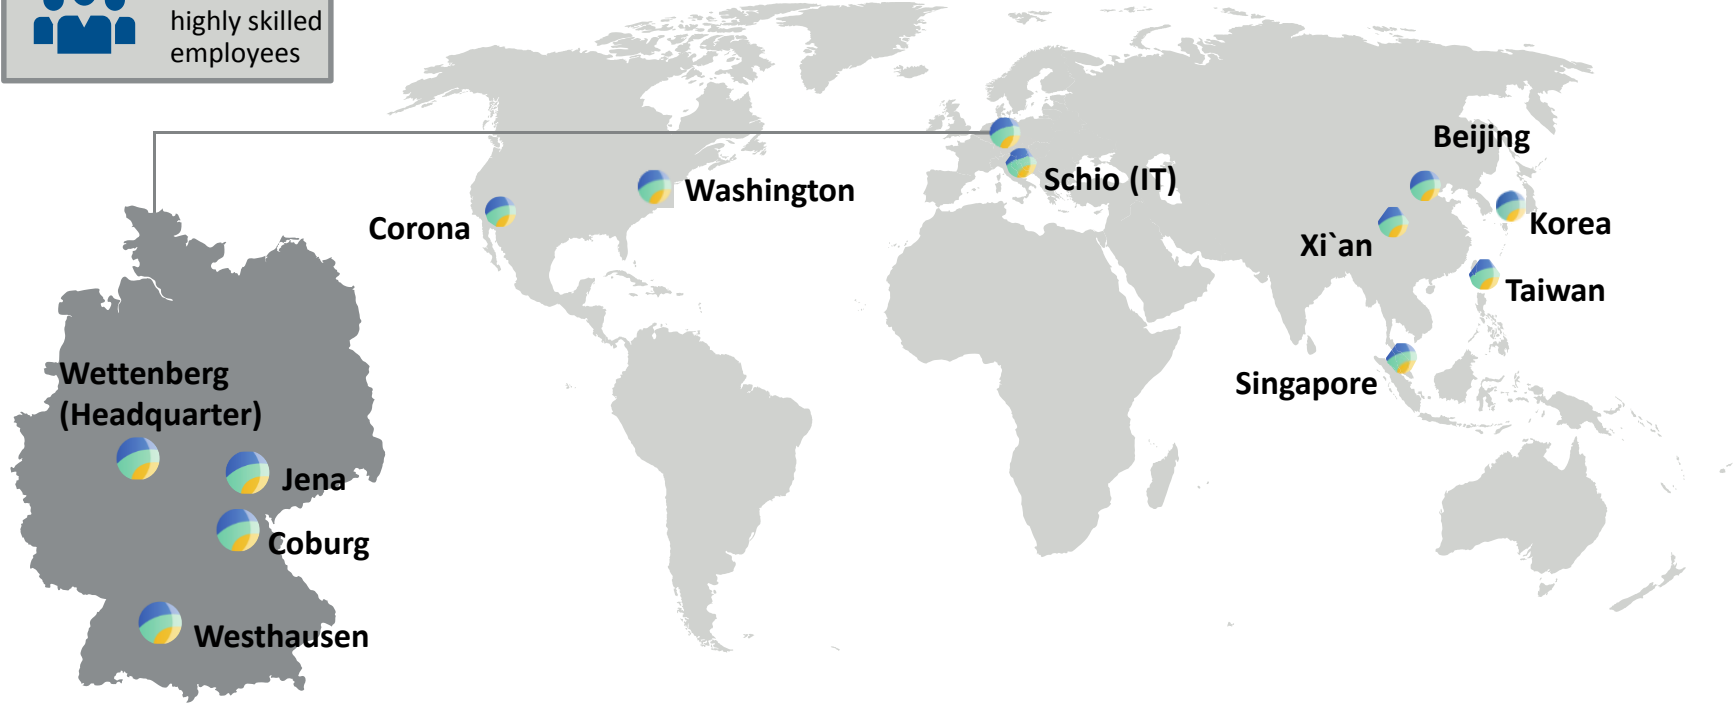 highly skilled
employees
Beijing
Schio (IT)
Washington
Corona
Korea
Xi`an
Taiwan
Singapore
Wettenberg
(Headquarter)
Jena
Coburg
Westhausen